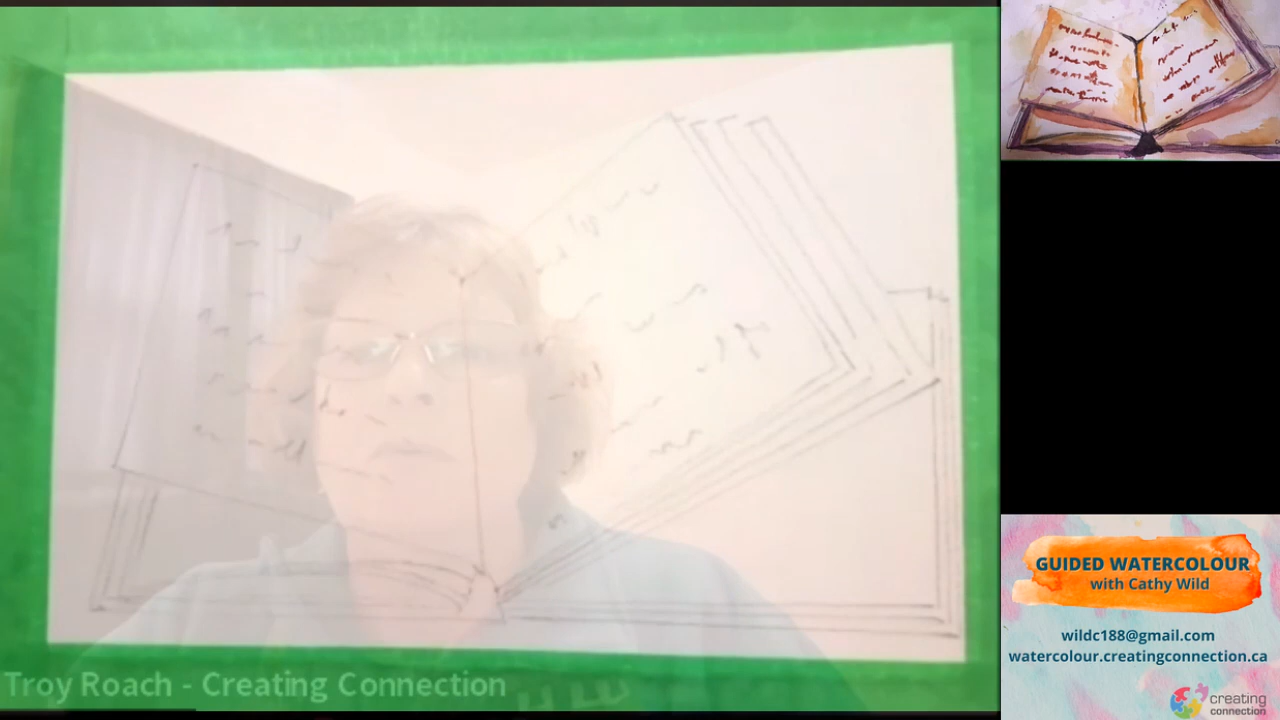 Troy Roach - Creating Connection
GUIDED WATERCOLOUR
with Cathy Wild
wildc188@gmail.com
watercolour.creatingconnection.ca
creating
connection